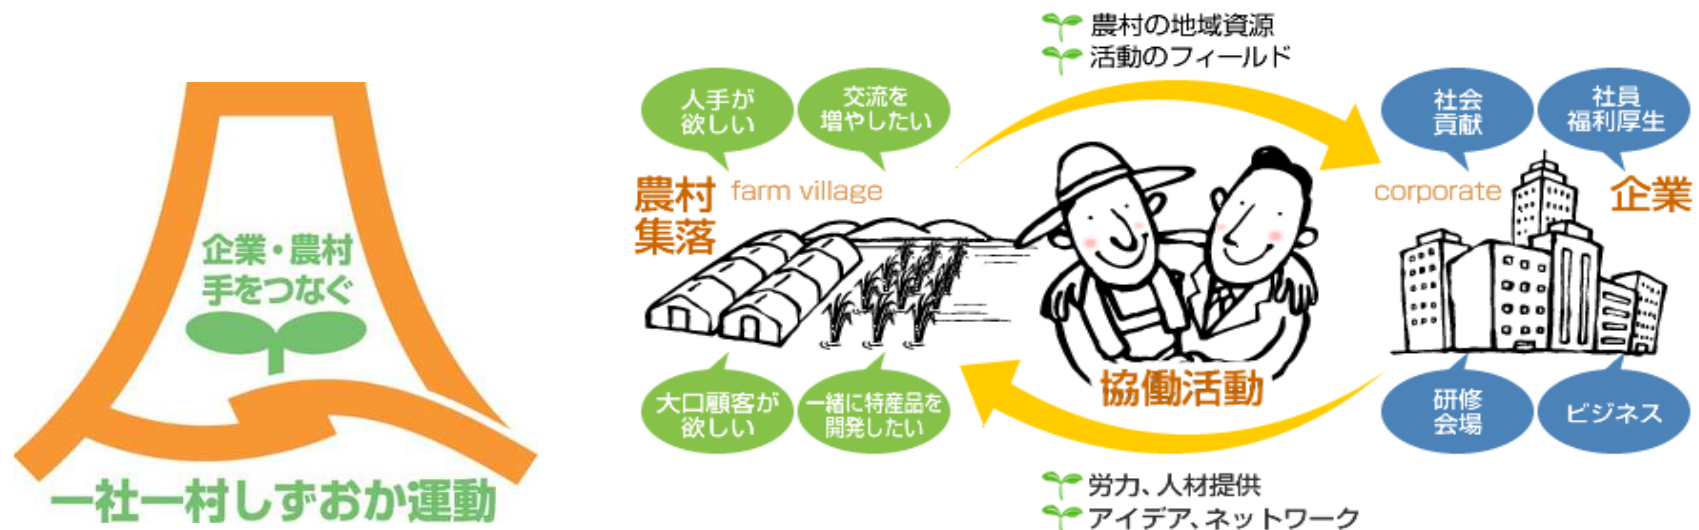 企業・農村
手をつなぐ
一社一村しずおか運動
農村の地域資源
活動のフィールド
人手が
欲しい
交流を
増やしたい
農村
集落
farm village
大口顧客が
欲しい
一緒に特産品を
開発したい
協働活動
社会
貢献
社員
福利厚生
corporate
企業
研修
会場
ビジネス
労力、人材提供
アイデア、ネットワーク